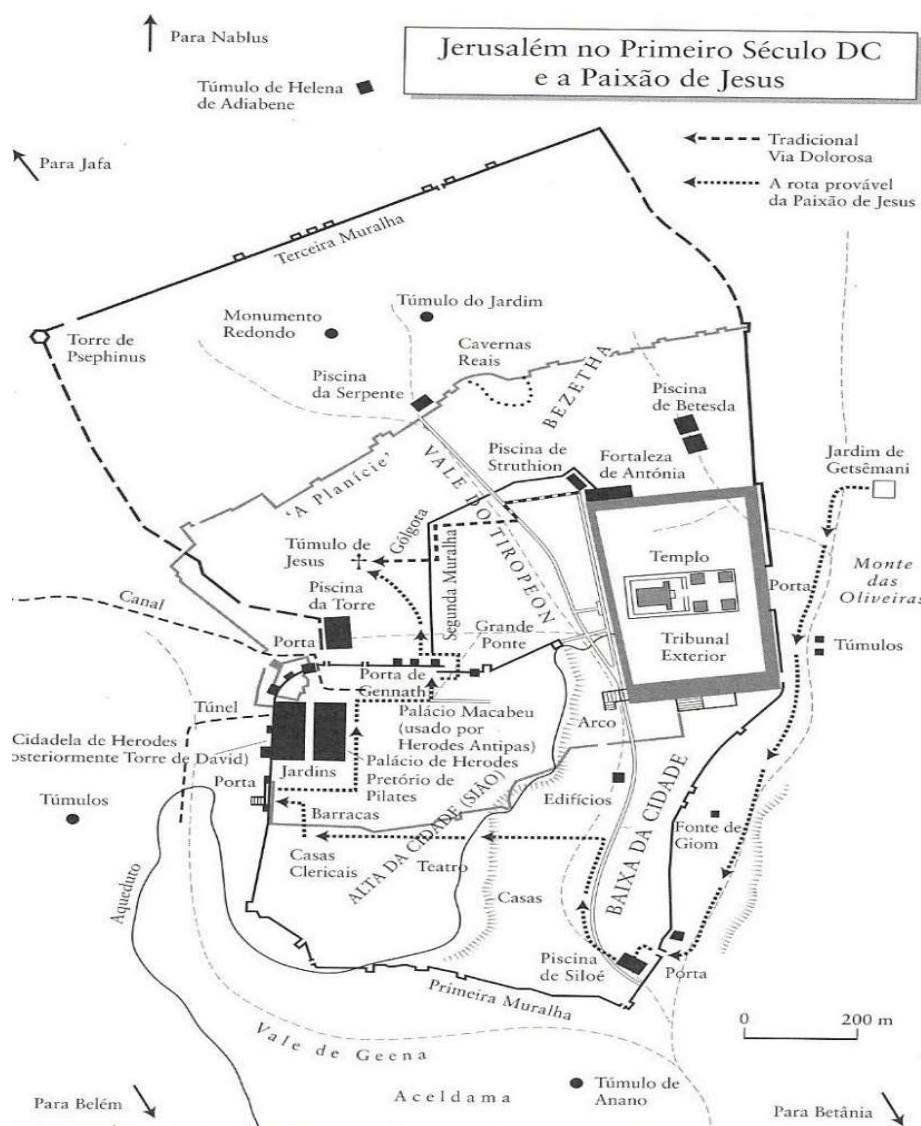 Para Nablus
Jerusalém no Primeiro Século DC
e a Paixão de Jesus
Túmulo de Helena
de Adiabene
Para Jafa
Tradicional
Via Dolorosa
A rota provável
da Paixão de Jesus
Terceira Muralha
Monumento
Redondo
Túmulo do Jardim
Torre de
Psephinus
Cavernas
Reais
Piscina
da Serpente
BEZETHA
Piscina
de Betesda
'A Planície'
VALE DO TIROPEON
Piscina de
Struthion
Fortaleza
de Antónia
Jardim de
Getsêmani
Gólgota
Túmulo de
Jesus
Segunda Muralha
Templo
Porta
Monte
das
Oliveiras
Piscina
da Torre
Canal
Grande
Ponte
Tribunal
Exterior
Túmulos
Porta
Porta de
Gennath
Túnel
Palácio Macabeu
(usado por
Herodes Antipas)
Arco
Cidadela de Herodes
osteriormente Torre de David)
Jardins
Palácio de Herodes
Pretório de
Pilatos
Porta
Túmulos
Barracas
Edifícios
Fonte de
Giom
ALTA DA CIDADE (SIÃO)
BAIXA DA CIDADE
Casas
Clericais
Teatro
Casas
Aqueduto
Piscina
de Siloé
Porta
Primeira Muralha
0 200 m
Vale de Geena
Aceldama
Túmulo de
Anano
Para Belém
Para Betânia